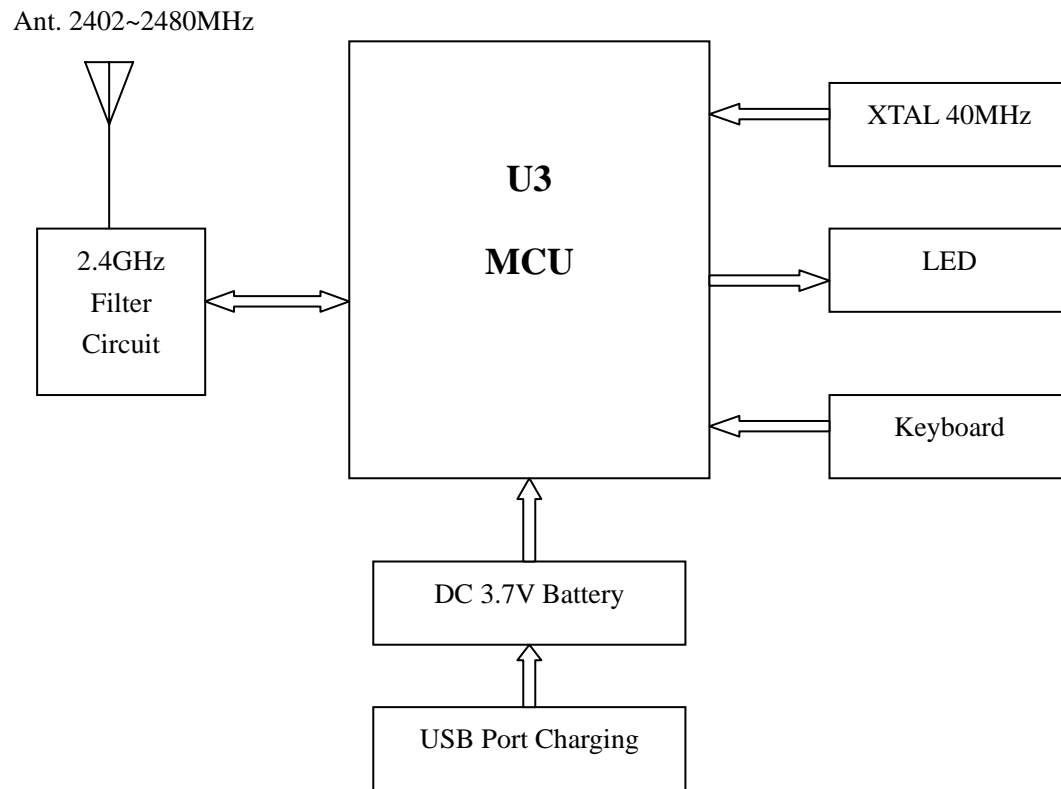 Ant. 2402~2480MHz
U3
MCU
XTAL 40MHz
2.4GHz
Filter
Circuit
LED
Keyboard
DC 3.7V Battery
USB Port Charging